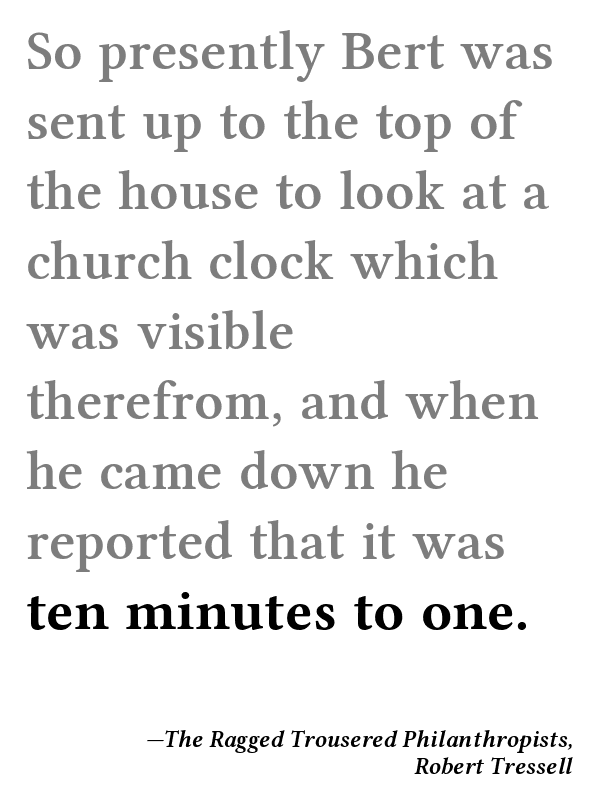 So presently Bert was
sent up to the top of
the house to look at a
church clock which
was visible
therefrom, and when
he came down he
reported that it was
ten minutes to one.
—The Ragged Trousered Philanthropists,
Robert Tressell